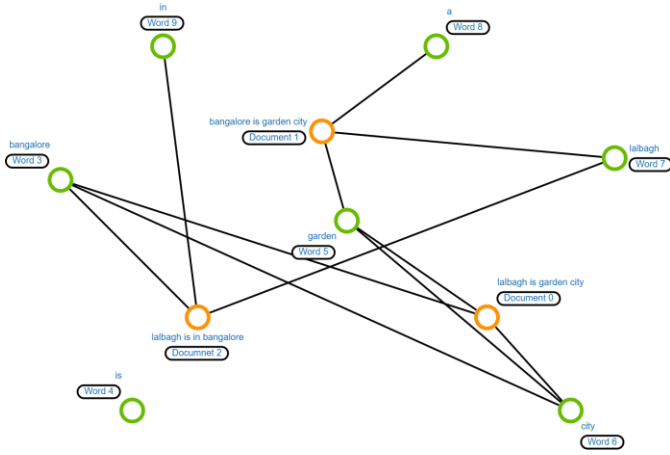 in
Word 9
a
Word 8
bangalore is garden city
Document 1
bangalore
Word 3
lalbagh
Word 7
garden
Word 5
lalbagh is garden city
Document 0
lalbagh is in bangalore
Documnet 2
is
Word 4
city
Word 6